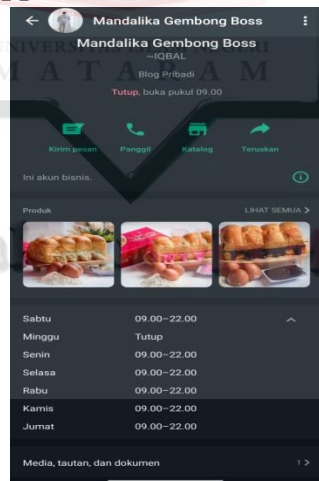 Mandalika Gembong Boss
Mandalika Gembong Boss
~IQBAL
Blog Pribadi
Tutup, buka pukul 09.00
Kirim pesan Panggil Katalog Teruskan
Ini akun bisnis.
Produk LIHAT SEMUA
Sabtu 09.00–22.00
Minggu Tutup
Senin 09.00–22.00
Selasa 09.00–22.00
Rabu 09.00–22.00
Kamis 09.00–22.00
Jumat 09.00–22.00
Media, tautan, dan dokumen 1